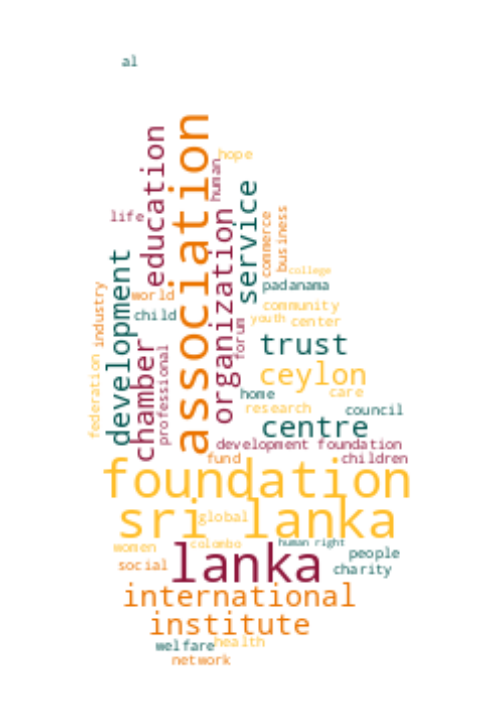 al
association
education
hope
human
life
service
organization
commerce
business
college
development
padanama
industry
world
child
community
youth
center
forum
chamber
professional
federation
trust
ceylon
home
care
research
council
centre
development foundation
fund
children
foundation
sri lanka
global
women
colombo
human right
lanka
people
social
charity
international
institute
welfare
health
network